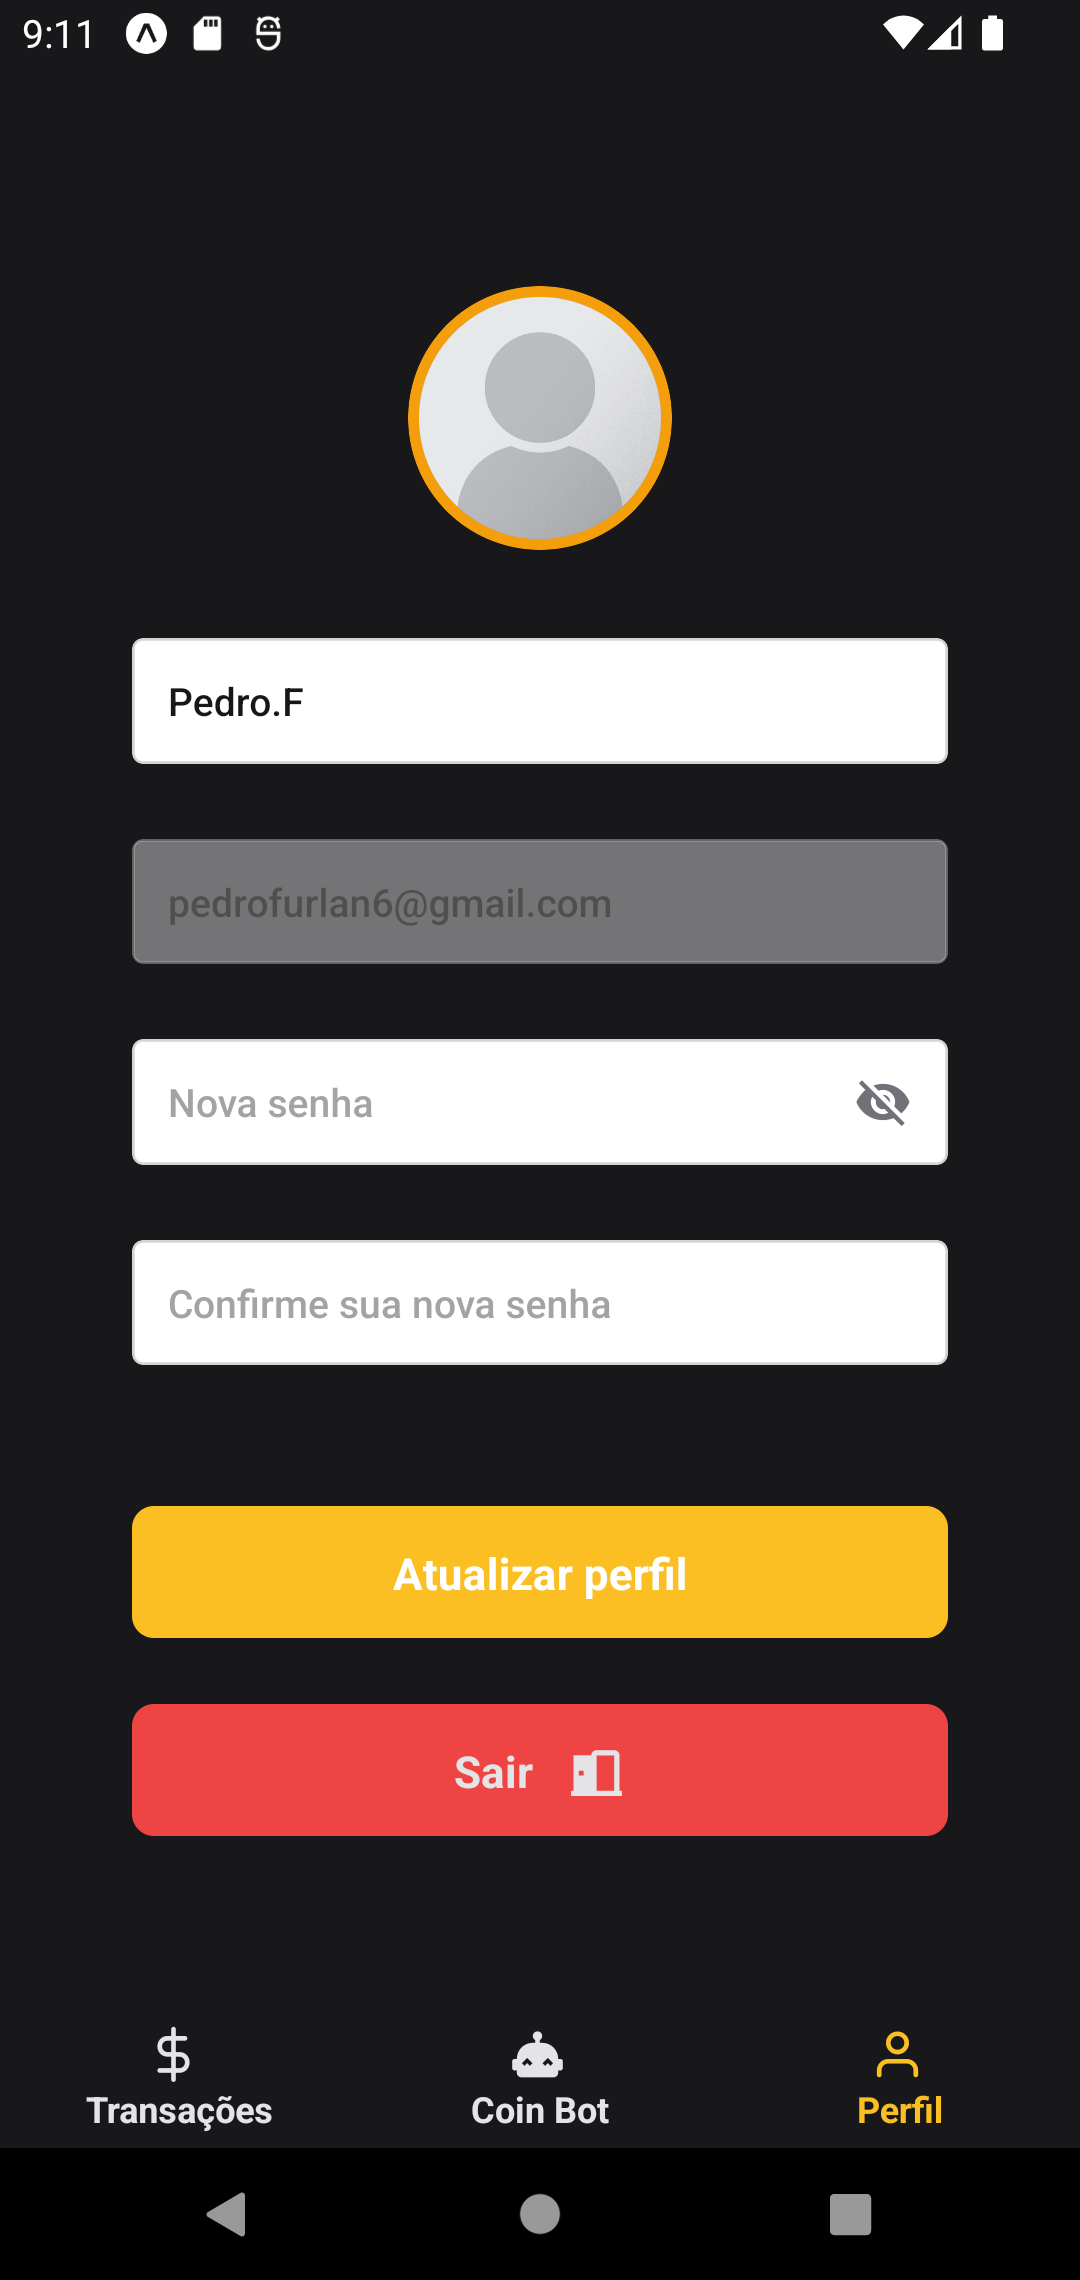 9:11
Pedro.F
pedrofurlan6@gmail.com
Nova senha
Confirme sua nova senha
Atualizar perfil
Sair
Transações
Coin Bot
Perfil